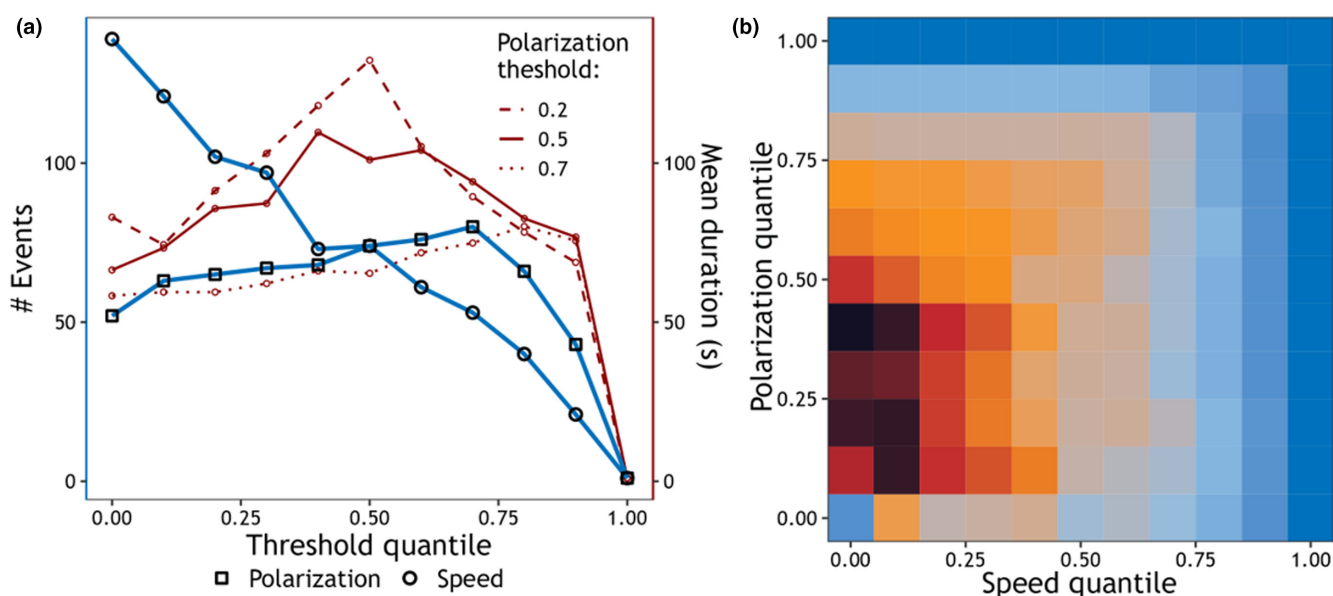 (a)
Polarization
theshold:
0.2
0.5
0.7
# Events
100
50
0
Mean duration (s)
100
50
0
0.00 0.25 0.50 0.75 1.00
Threshold quantile
Polarization Speed
(b)
Polarization quantile
1.00
0.75
0.50
0.25
0.00
0.00 0.25 0.50 0.75 1.00
Speed quantile